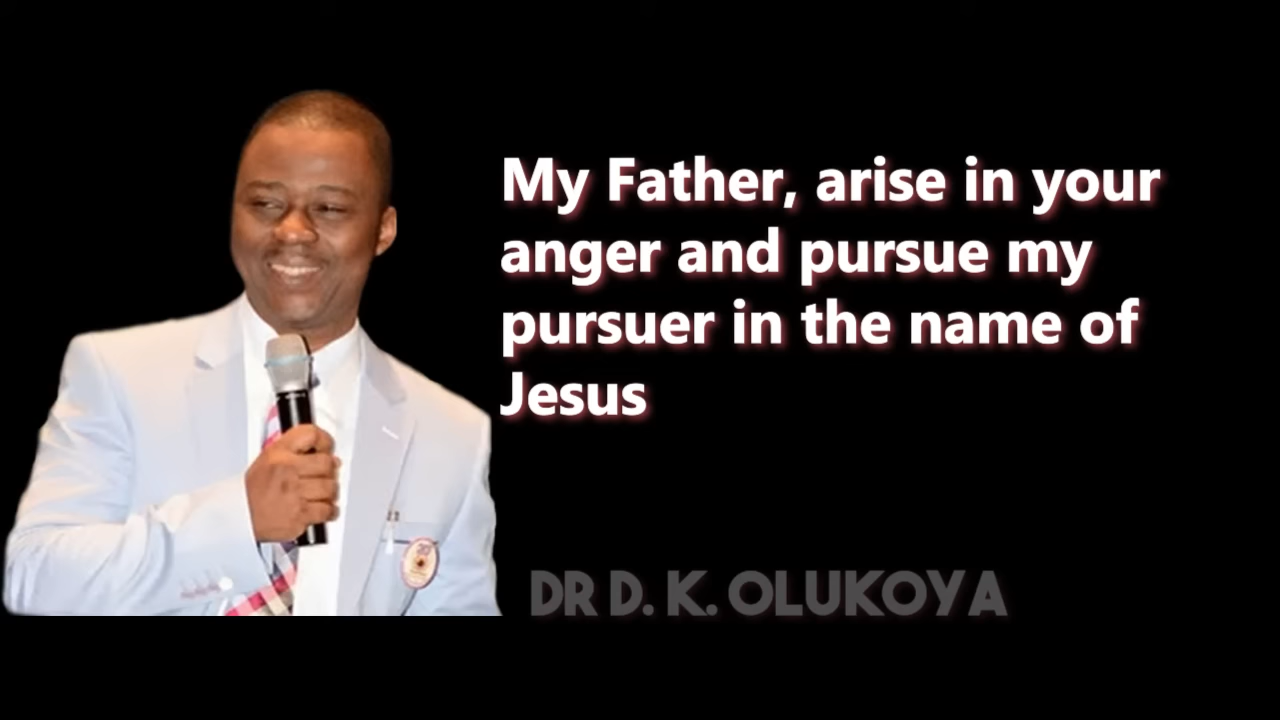 My Father, arise in your
anger and pursue my
pursuer in the name of
Jesus
DR D. K. OLUKOYA